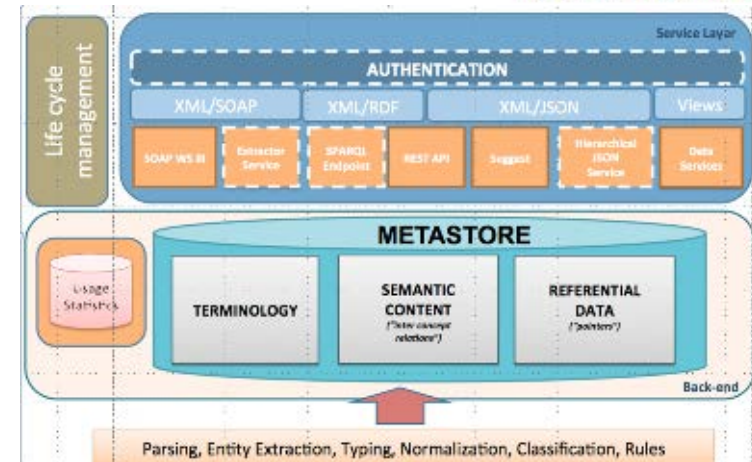 Service Layer
Life cycle
management
AUTHENTICATION
XML/SOAP
XML/RDF
XML/JSON
Views
SOAP WS BI
Extractor
Service
SPARQL
Endpoint
REST API
Suggest
Hierarchical
JSON
Service
Data
Services
METASTORE
Usage
Statistics
TERMINOLOGY
SEMANTIC
CONTENT
("inter concept
relations")
REFERENTIAL
DATA
("pointers")
Back-end
Parsing, Entity Extraction, Typing, Normalization, Classification, Rules